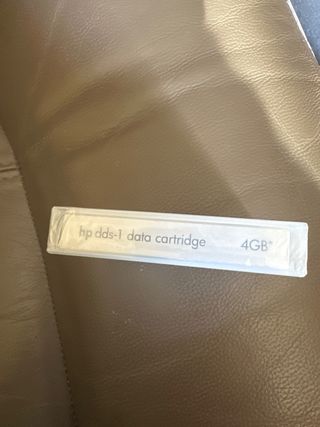 hp dds-1 data cartridge 4GB*